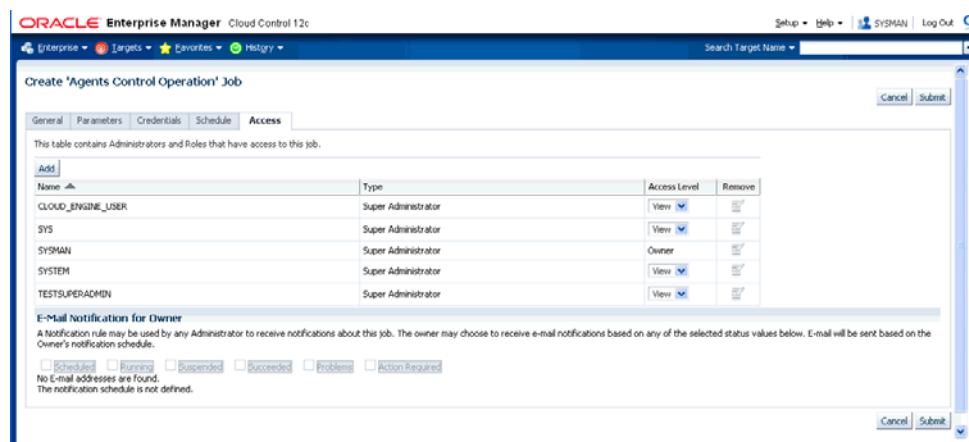 ORACLE Enterprise Manager Cloud Control 12c
Setup Help SYSMAN Log Out
Enterprise Targets Favorites History Search Target Name
Create 'Agents Control Operation' Job
Cancel Submit
General Parameters Credentials Schedule Access
This table contains Administrators and Roles that have access to this job.
Add
Name Type Access Level Remove
CLOUD_ENGINE_USER Super Administrator View
SYS Super Administrator View
SYSMAN Super Administrator Owner
SYSTEM Super Administrator View
TESTSUPERADMIN Super Administrator View
E-Mail Notification for Owner
A Notification rule may be used by any Administrator to receive notifications about this job. The owner may choose to receive e-mail notifications based on any of the selected status values below. E-mail will be sent based on the
Owner's notification schedule.
Scheduled Running Suspended Succeeded Problems Action Required
No E-mail addresses are found.
The notification schedule is not defined.
Cancel Submit